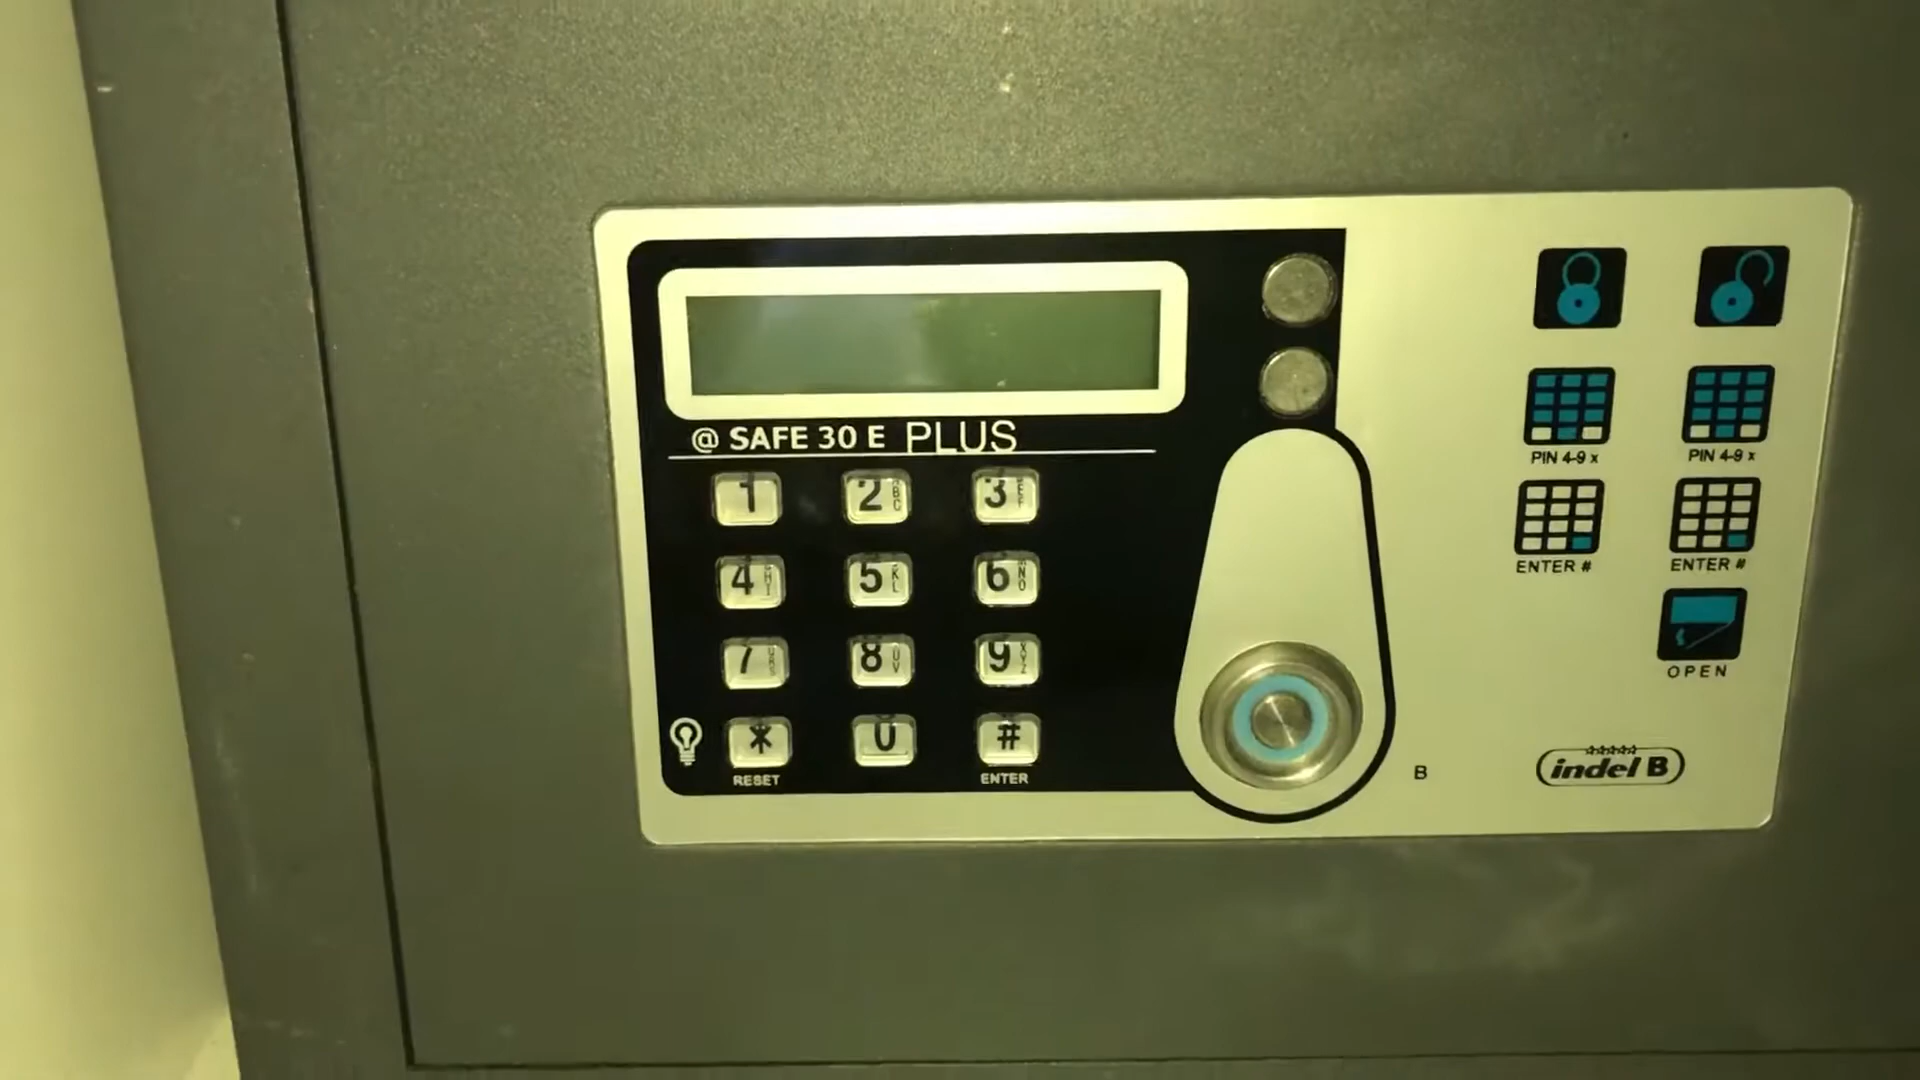 @ SAFE 30 E PLUS
1 2 ABC 3
4 5 6
7 8 9
* 0 #
RESET ENTER
PIN 4-9 x PIN 4-9 x
ENTER # ENTER #
OPEN
B
indel B